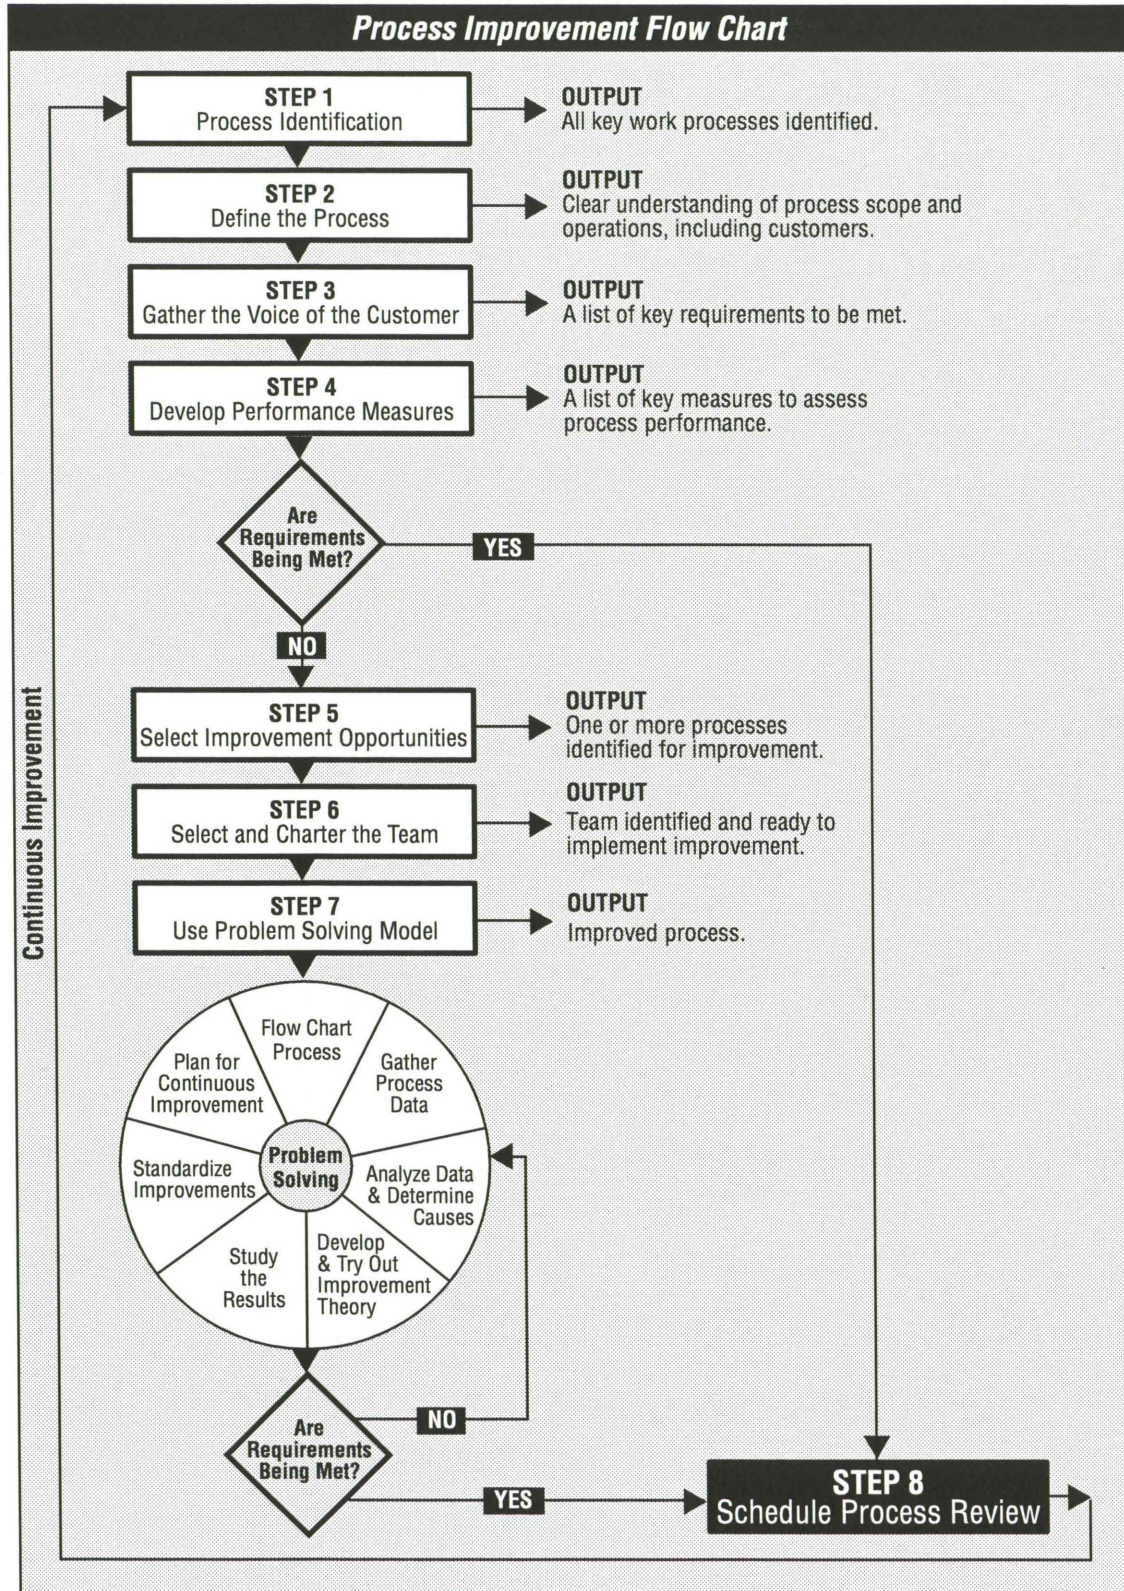 Process Improvement Flow Chart
STEP 1
Process Identification
OUTPUT
All key work processes identified.
STEP 2
Define the Process
OUTPUT
Clear understanding of process scope and
operations, including customers.
STEP 3
Gather the Voice of the Customer
OUTPUT
A list of key requirements to be met.
STEP 4
Develop Performance Measures
OUTPUT
A list of key measures to assess
process performance.
Are
Requirements
Being Met?
YES
NO
Continuous Improvement
STEP 5
Select Improvement Opportunities
OUTPUT
One or more processes
identified for improvement.
STEP 6
Select and Charter the Team
OUTPUT
Team identified and ready to
implement improvement.
STEP 7
Use Problem Solving Model
OUTPUT
Improved process.
Flow Chart
Process
Gather
Process
Data
Analyze Data
& Determine
Causes
Develop
& Try Out
Improvement
Theory
Study
the
Results
Standardize
Improvements
Plan for
Continuous
Improvement
Problem
Solving
Are
Requirements
Being Met?
NO
YES
STEP 8
Schedule Process Review